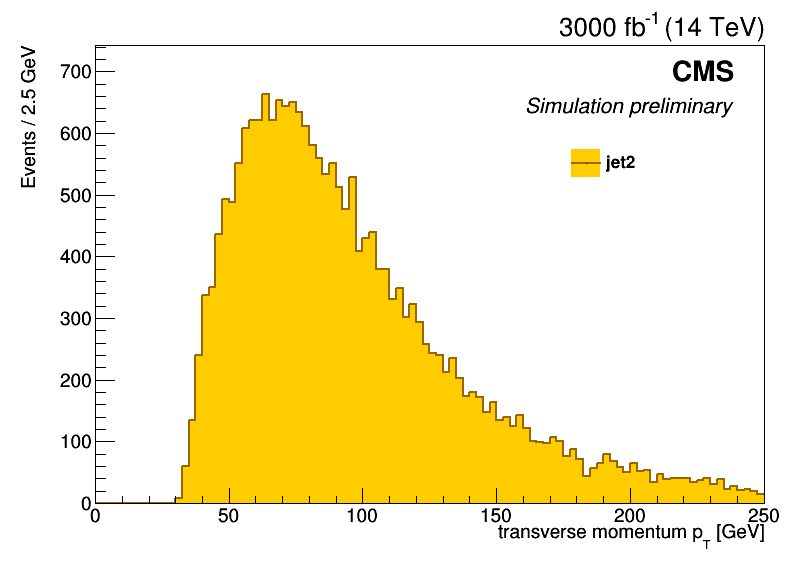 3000 fb-1 (14 TeV)
Events / 2.5 GeV
CMS
Simulation preliminary
jet2
700
600
500
400
300
200
100
0
0 50 100 150 200 250
transverse momentum pT [GeV]